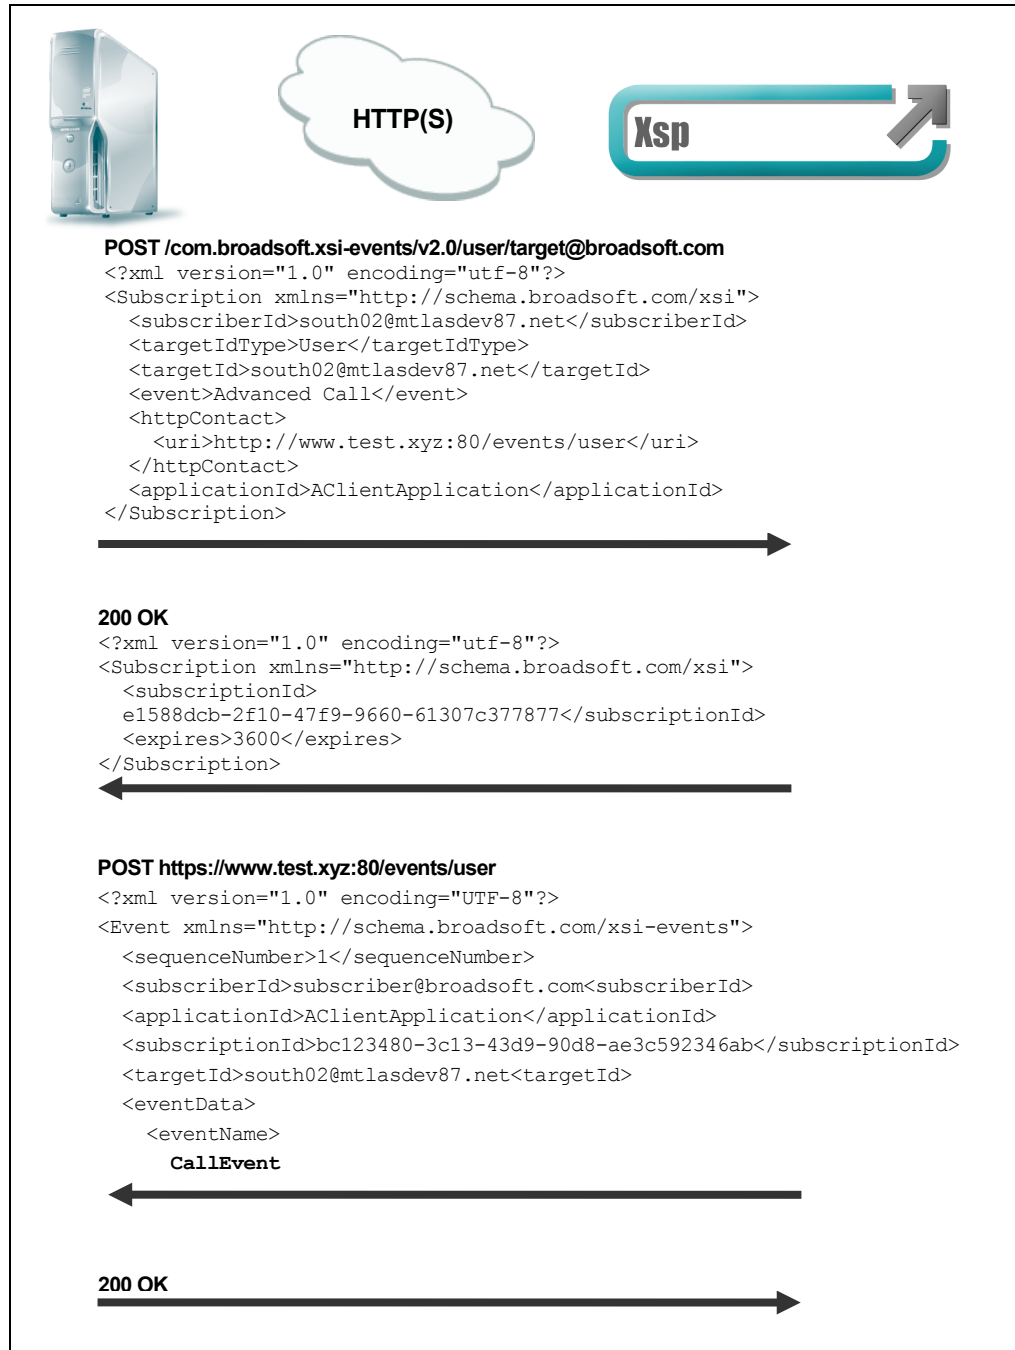 HTTP(S)
Xsp
POST /com.broadsoft.xsi-events/v2.0/user/target@broadsoft.com
<?xml version="1.0" encoding="utf-8"?>
<Subscription xmlns="http://schema.broadsoft.com/xsi">
<subscriberId>south02@mtlasdev87.net</subscriberId>
<targetIdType>User</targetIdType>
<targetId>south02@mtlasdev87.net</targetId>
<event>Advanced Call</event>
<httpContact>
<uri>http://www.test.xyz:80/events/user</uri>
</httpContact>
<applicationId>AClientApplication</applicationId>
</Subscription>
200 OK
<?xml version="1.0" encoding="utf-8"?>
<Subscription xmlns="http://schema.broadsoft.com/xsi">
<subscriptionId>
e1588dcb-2f10-47f9-9660-61307c377877</subscriptionId>
<expires>3600</expires>
</Subscription>
POST https://www.test.xyz:80/events/user
<?xml version="1.0" encoding="UTF-8"?>
<Event xmlns="http://schema.broadsoft.com/xsi-events">
<sequenceNumber>1</sequenceNumber>
<subscriberId>subscriber@broadsoft.com<subscriberId>
<applicationId>AClientApplication</applicationId>
<subscriptionId>bc123480-3c13-43d9-90d8-ae3c592346ab</subscriptionId>
<targetId>south02@mtlasdev87.net<targetId>
<eventData>
<eventName>
CallEvent
200 OK